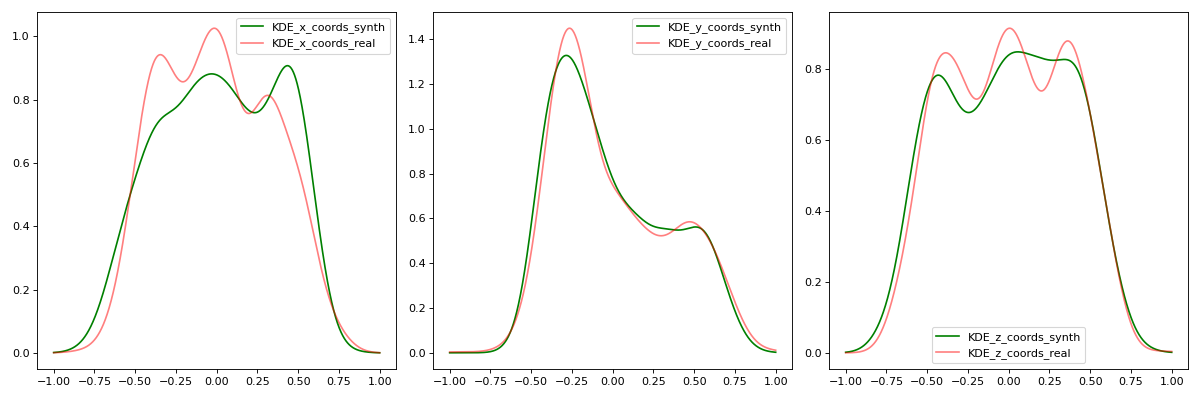 KDE_x_coords_synth
KDE_x_coords_real
1.0
0.8
0.6
0.4
0.2
0.0
−1.00 −0.75 −0.50 −0.25 0.00 0.25 0.50 0.75 1.00
KDE_y_coords_synth
KDE_y_coords_real
1.4
1.2
1.0
0.8
0.6
0.4
0.2
0.0
−1.00 −0.75 −0.50 −0.25 0.00 0.25 0.50 0.75 1.00
0.8
0.6
0.4
0.2
0.0
KDE_z_coords_synth
KDE_z_coords_real
−1.00 −0.75 −0.50 −0.25 0.00 0.25 0.50 0.75 1.00